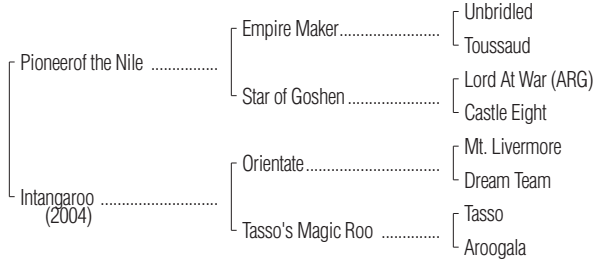 Unbridled
Empire Maker
Toussaud
Pioneerof the Nile
Lord At War (ARG)
Star of Goshen
Castle Eight
Mt. Livermore
Orientate
Dream Team
Intangaroo
(2004)
Tasso
Tasso's Magic Roo
Aroogala